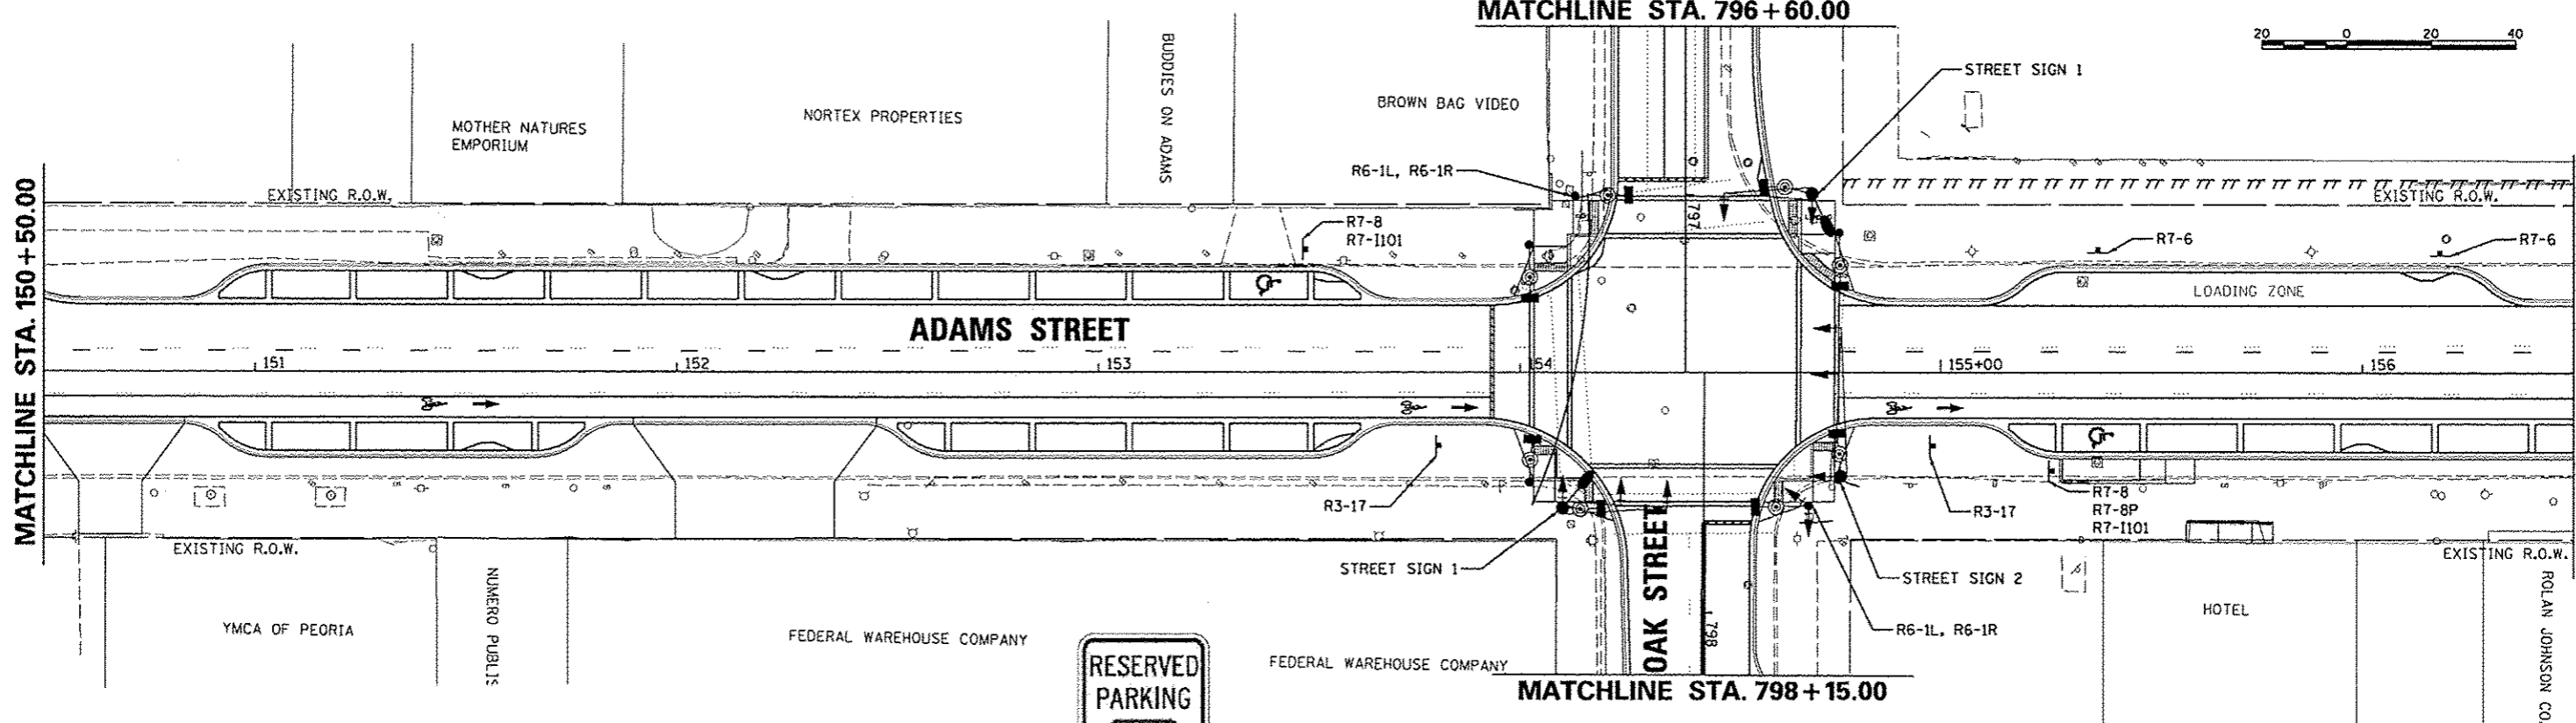 MATCHLINE STA. 796+60.00
20 0 20 40
STREET SIGN 1
BUDDIES ON ADAMS
BROWN BAG VIDEO
NORTEX PROPERTIES
MOTHER NATURES
EMPORIUM
R6-1L, R6-1R
EXISTING R.O.W.
EXISTING R.O.W.
MATCHLINE STA. 150+50.00
R7-8
R7-I101
797
R7-6
R7-6
LOADING ZONE
ADAMS STREET
151
152
153
154
155+00
156
R3-17
R7-8
R7-8P
R7-I101
R3-17
EXISTING R.O.W.
EXISTING R.O.W.
STREET SIGN 1
STREET SIGN 2
OAK STREET
798
R6-1L, R6-1R
HOTEL
ROLAN JOHNSON CO.
YMCA OF PEORIA
NUMERO PUBLIS
FEDERAL WAREHOUSE COMPANY
FEDERAL WAREHOUSE COMPANY
RESERVED
PARKING
MATCHLINE STA. 798+15.00